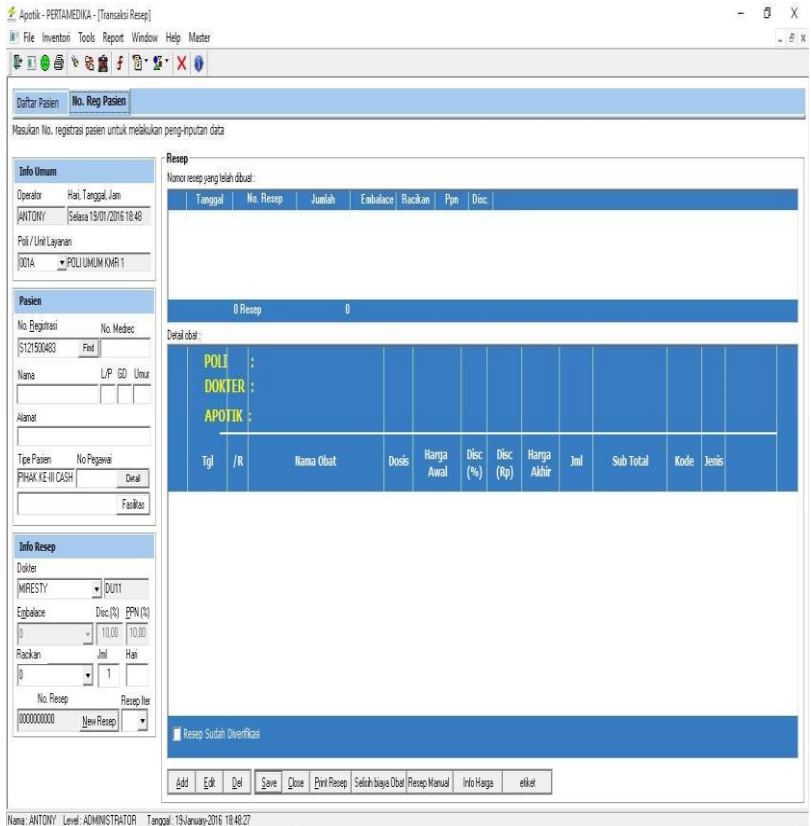 Apotik - PERTAMEDIKA - [Transaksi Resep]
File Inventori Tools Report Window Help Master
Daftar Pasien No. Reg Pasien
Masukan No. registrasi pasien untuk melakukan peng-inputan data
Info Umum
Operator Hari, Tanggal, Jam
ANTONY Selasa 19/01/2016 18:48
Poli / Unit Layanan
001A POLI UMUM KMR 1
Pasien
No. Registrasi No. Medrec
S121500483 Find
Nama L/P GD Umur
Alamat
Tipe Pasien No Pegawai
PIHAK KE-III CASH Detail
Fasilitas
Info Resep
Dokter
MIRESTY DU11
Embalace Disc.(%) PPN (%)
0 10,00 10,00
Racikan Jml Hari
0 1
No. Resep Resep Iter
0000000000 New Resep
Resep
Nomor resep yang telah dibuat :
Tanggal No. Resep Jumlah Embalace Racikan Ppn Disc.
0 Resep 0
Detail obat :
POLI :
DOKTER :
APOTIK :
Tgl /R Nama Obat Dosis Harga Awal Disc (%) Disc (Rp) Harga Akhir Jml Sub Total Kode Jenis
Resep Sudah Diverifikasi
Add Edit Del Save Close Print Resep Selisih biaya Obat Resep Manual Info Harga etiket
Nama : ANTONY Level : ADMINISTRATOR Tanggal : 19-January-2016 18:48:27